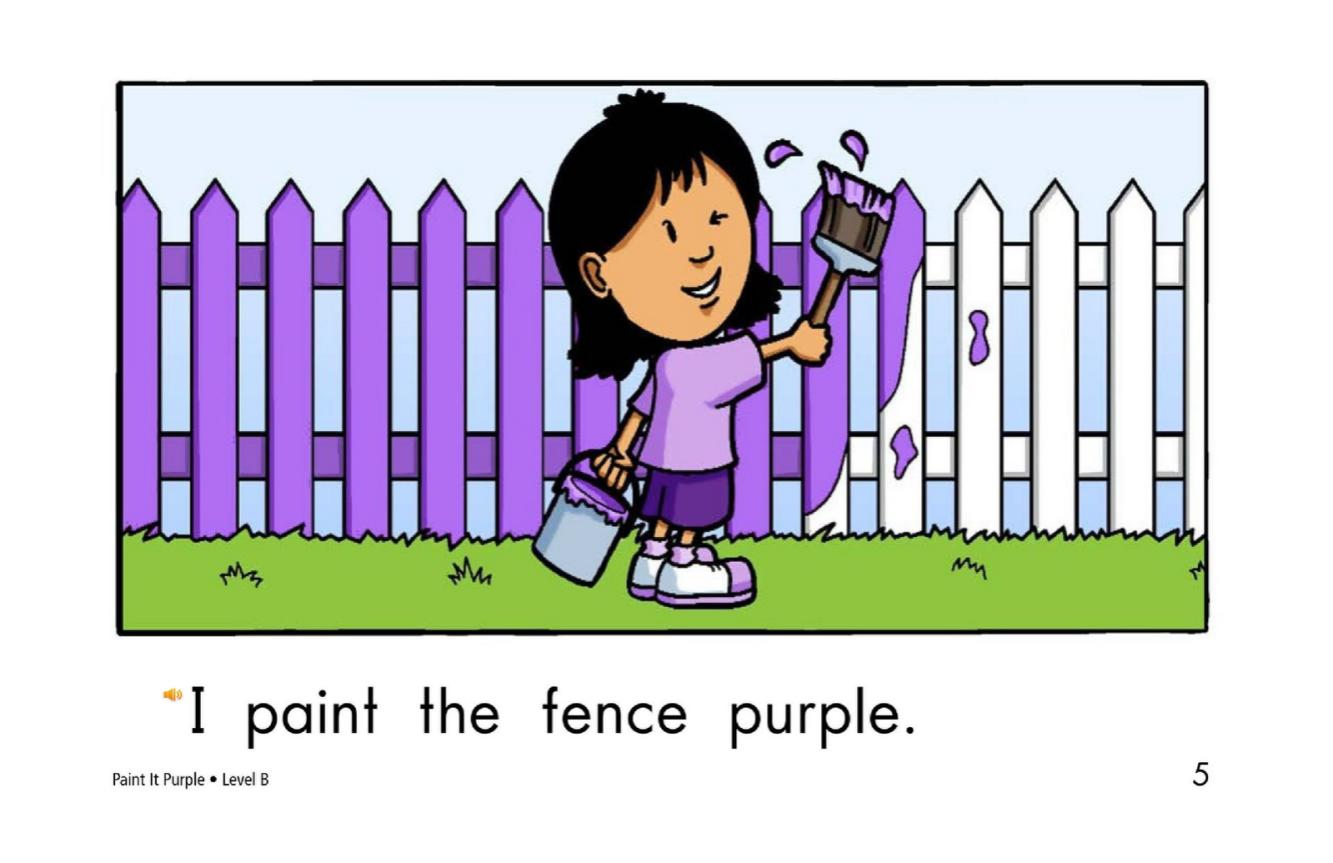 I paint the fence purple.
Paint It Purple • Level B
5